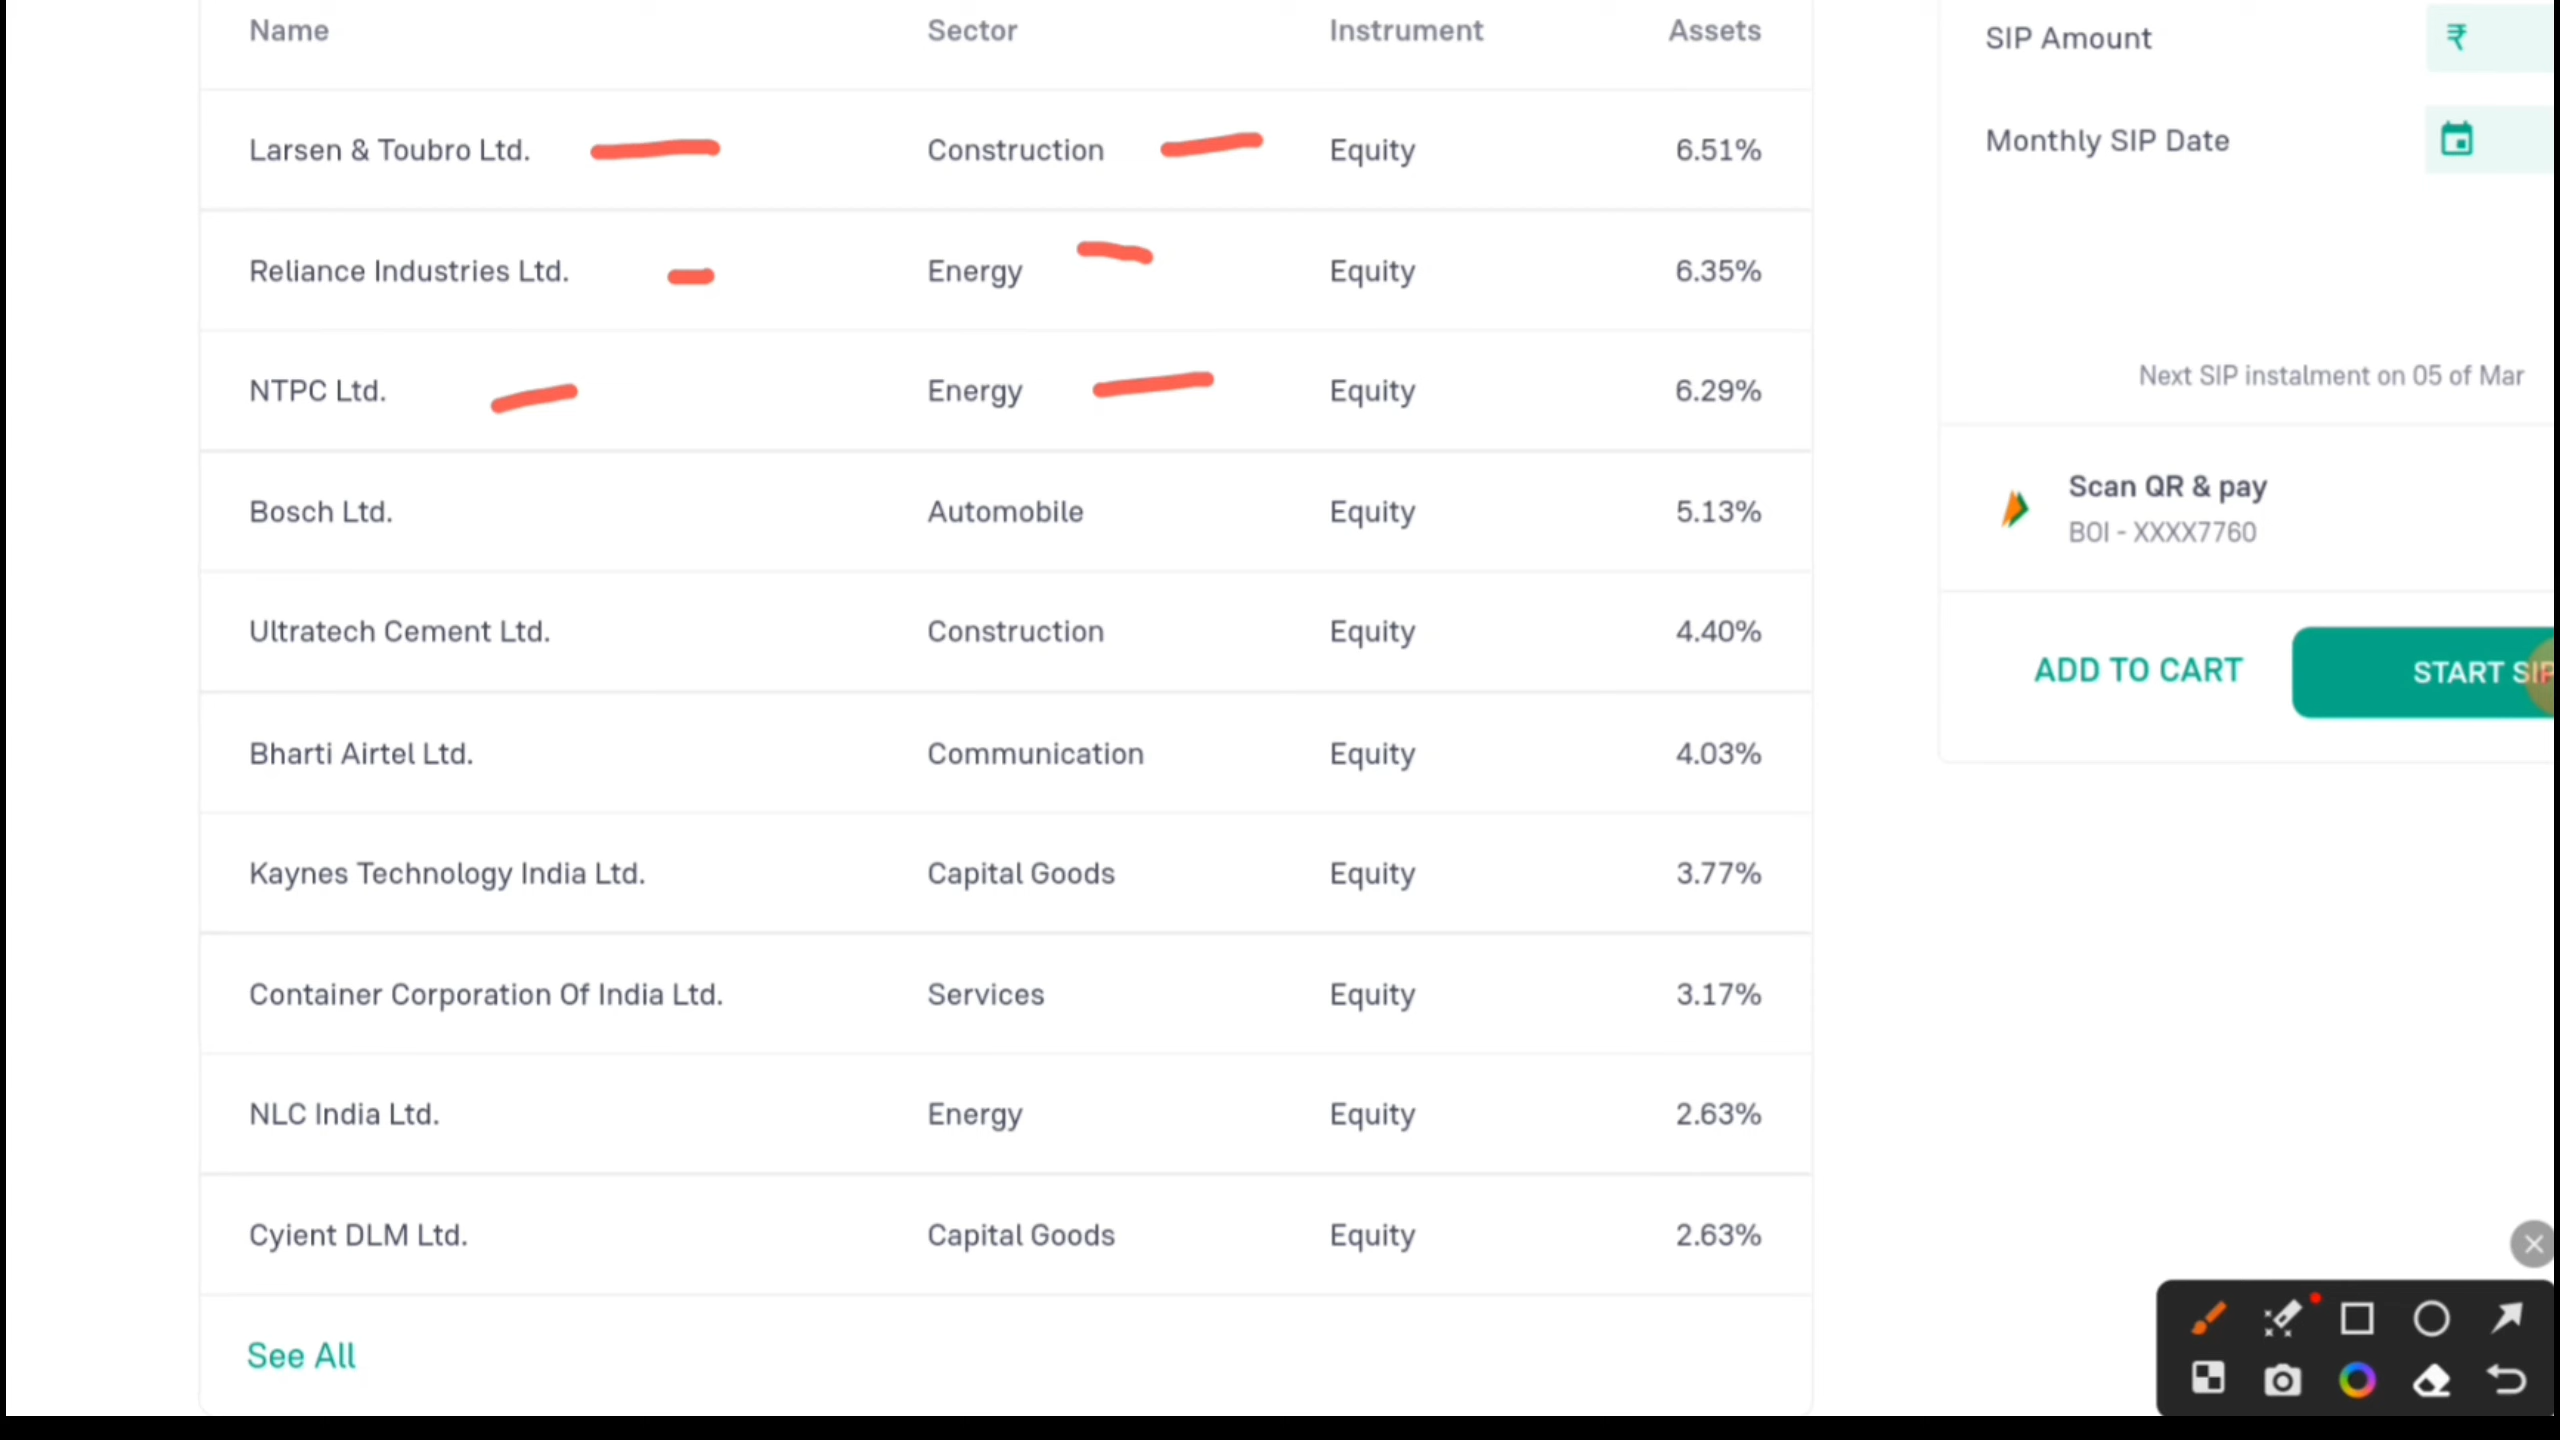 Name Sector Instrument Assets
Larsen & Toubro Ltd. Construction Equity 6.51%
Reliance Industries Ltd. Energy Equity 6.35%
NTPC Ltd. Energy Equity 6.29%
Bosch Ltd. Automobile Equity 5.13%
Ultratech Cement Ltd. Construction Equity 4.40%
Bharti Airtel Ltd. Communication Equity 4.03%
Kaynes Technology India Ltd. Capital Goods Equity 3.77%
Container Corporation Of India Ltd. Services Equity 3.17%
NLC India Ltd. Energy Equity 2.63%
Cyient DLM Ltd. Capital Goods Equity 2.63%
See All
SIP Amount ₹
Monthly SIP Date
Next SIP instalment on 05 of Mar
Scan QR & pay
BOI - XXXX7760
ADD TO CART START SIP